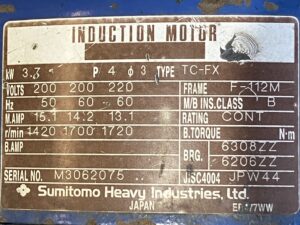 INDUCTION MOTOR
kW 3.7 P 4 φ 3 TYPE TC-FX
VOLTS 200 200 220 FRAME F-112M
Hz 50 60 60 M/B INS.CLASS B
M.AMP 15.1 14.2 13.1 RATING CONT
r/min 1420 1700 1720 B.TORQUE N·m
B.AMP BRG. 6308ZZ
6206ZZ
SERIAL NO. M3062075 JISC4004 JPW44
Sumitomo Heavy Industries, Ltd.
JAPAN